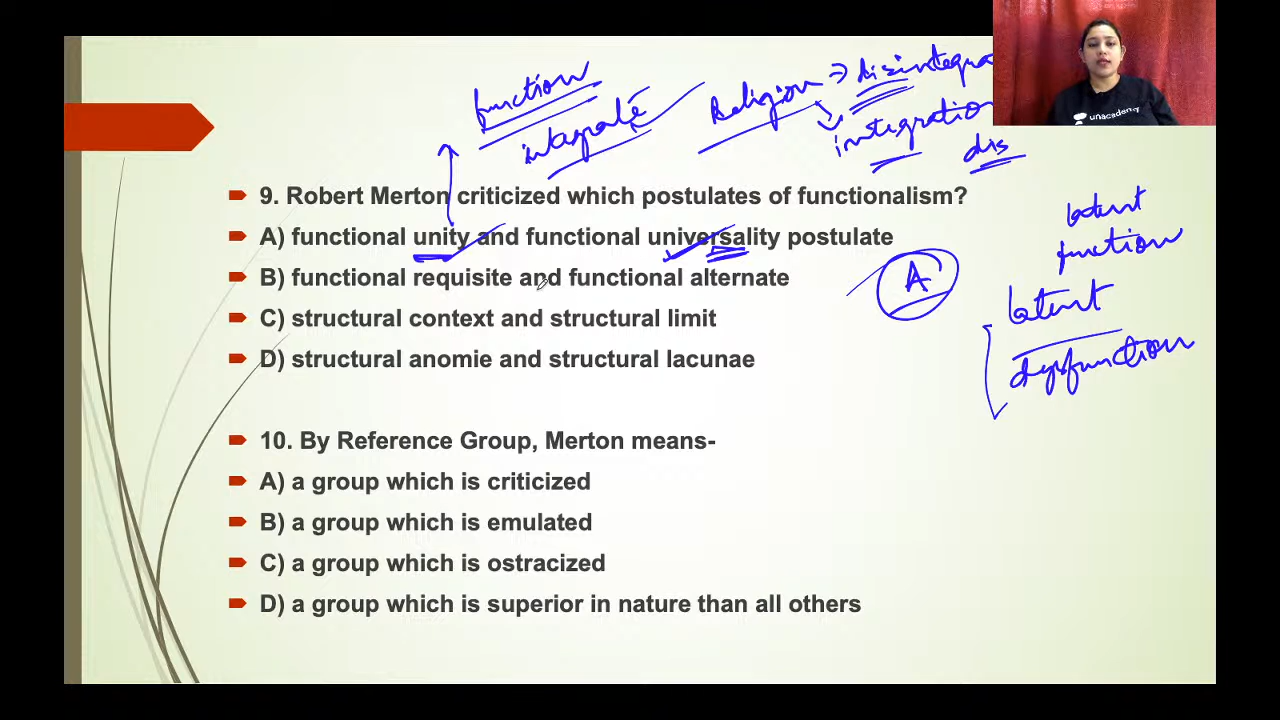 function
integrate
Religion → disintegra
integration
dis
unacademy
9. Robert Merton criticized which postulates of functionalism?
A) functional unity and functional universality postulate
B) functional requisite and functional alternate
C) structural context and structural limit
D) structural anomie and structural lacunae
A
latent
function
latent
dysfunction
10. By Reference Group, Merton means-
A) a group which is criticized
B) a group which is emulated
C) a group which is ostracized
D) a group which is superior in nature than all others